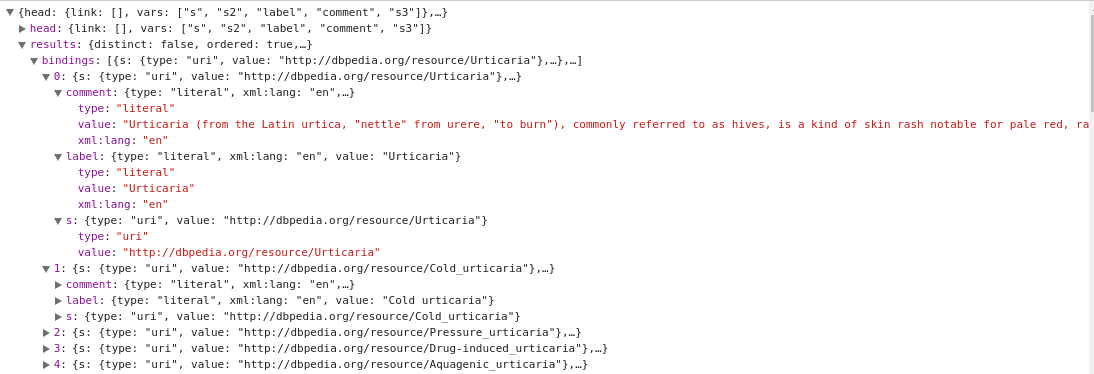 {head: {link: [], vars: ["s", "s2", "label", "comment", "s3"]},…}
head: {link: [], vars: ["s", "s2", "label", "comment", "s3"]}
results: {distinct: false, ordered: true,…}
bindings: [{s: {type: "uri", value: "http://dbpedia.org/resource/Urticaria"},…},…]
0: {s: {type: "uri", value: "http://dbpedia.org/resource/Urticaria"},…}
comment: {type: "literal", xml:lang: "en",…}
type: "literal"
value: "Urticaria (from the Latin urtica, "nettle" from urere, "to burn"), commonly referred to as hives, is a kind of skin rash notable for pale red, ra
xml:lang: "en"
label: {type: "literal", xml:lang: "en", value: "Urticaria"}
type: "literal"
value: "Urticaria"
xml:lang: "en"
s: {type: "uri", value: "http://dbpedia.org/resource/Urticaria"}
type: "uri"
value: "http://dbpedia.org/resource/Urticaria"
1: {s: {type: "uri", value: "http://dbpedia.org/resource/Cold_urticaria"},…}
comment: {type: "literal", xml:lang: "en",…}
label: {type: "literal", xml:lang: "en", value: "Cold urticaria"}
s: {type: "uri", value: "http://dbpedia.org/resource/Cold_urticaria"}
2: {s: {type: "uri", value: "http://dbpedia.org/resource/Pressure_urticaria"},…}
3: {s: {type: "uri", value: "http://dbpedia.org/resource/Drug-induced_urticaria"},…}
4: {s: {type: "uri", value: "http://dbpedia.org/resource/Aquagenic_urticaria"},…}